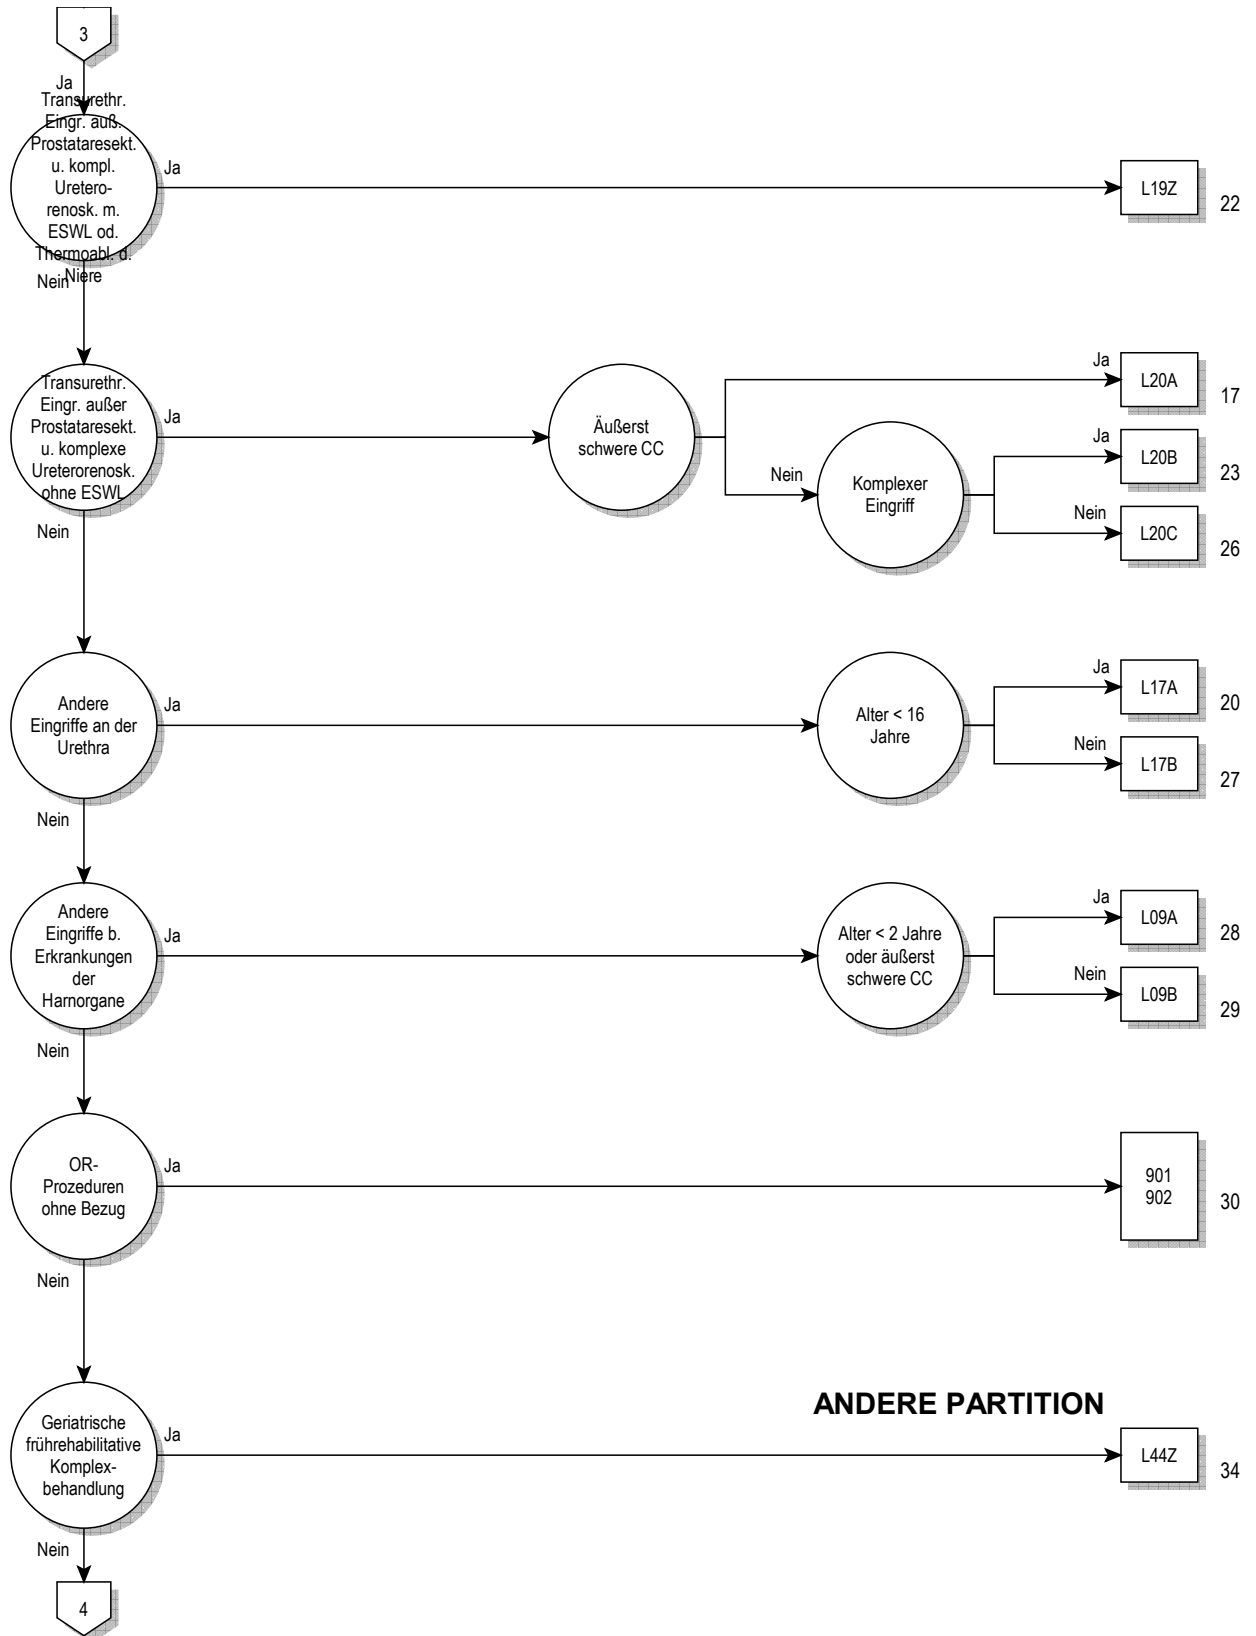 3
Ja
Transurethr.
Eingr. auß.
Prostataresekt.
u. kompl.
Uretero-
renosk. m.
ESWL od.
Thermoabl. d.
Niere
Ja
L19Z
22
Nein
Transurethr.
Eingr. außer
Prostataresekt.
u. komplexe
Ureterorenosk.
ohne ESWL
Ja
Äußerst
schwere CC
Ja
L20A
17
Nein
Komplexer
Eingriff
Ja
L20B
23
Nein
L20C
26
Nein
Andere
Eingriffe an der
Urethra
Ja
Alter < 16
Jahre
Ja
L17A
20
Nein
L17B
27
Nein
Andere
Eingriffe b.
Erkrankungen
der
Harnorgane
Ja
Alter < 2 Jahre
oder äußerst
schwere CC
Ja
L09A
28
Nein
L09B
29
Nein
OR-
Prozeduren
ohne Bezug
Ja
901
902
30
Nein
ANDERE PARTITION
Geriatrische
frührehabilitative
Komplex-
behandlung
Ja
L44Z
34
Nein
4